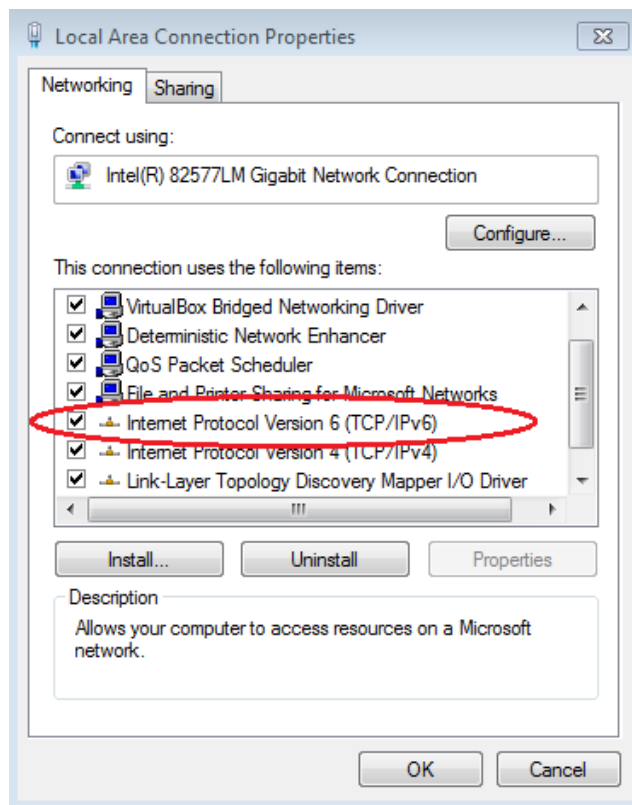 Local Area Connection Properties
Networking Sharing
Connect using:
Intel(R) 82577LM Gigabit Network Connection
Configure...
This connection uses the following items:
VirtualBox Bridged Networking Driver
Deterministic Network Enhancer
QoS Packet Scheduler
File and Printer Sharing for Microsoft Networks
Internet Protocol Version 6 (TCP/IPv6)
Internet Protocol Version 4 (TCP/IPv4)
Link-Layer Topology Discovery Mapper I/O Driver
Install... Uninstall Properties
Description
Allows your computer to access resources on a Microsoft
network.
OK Cancel